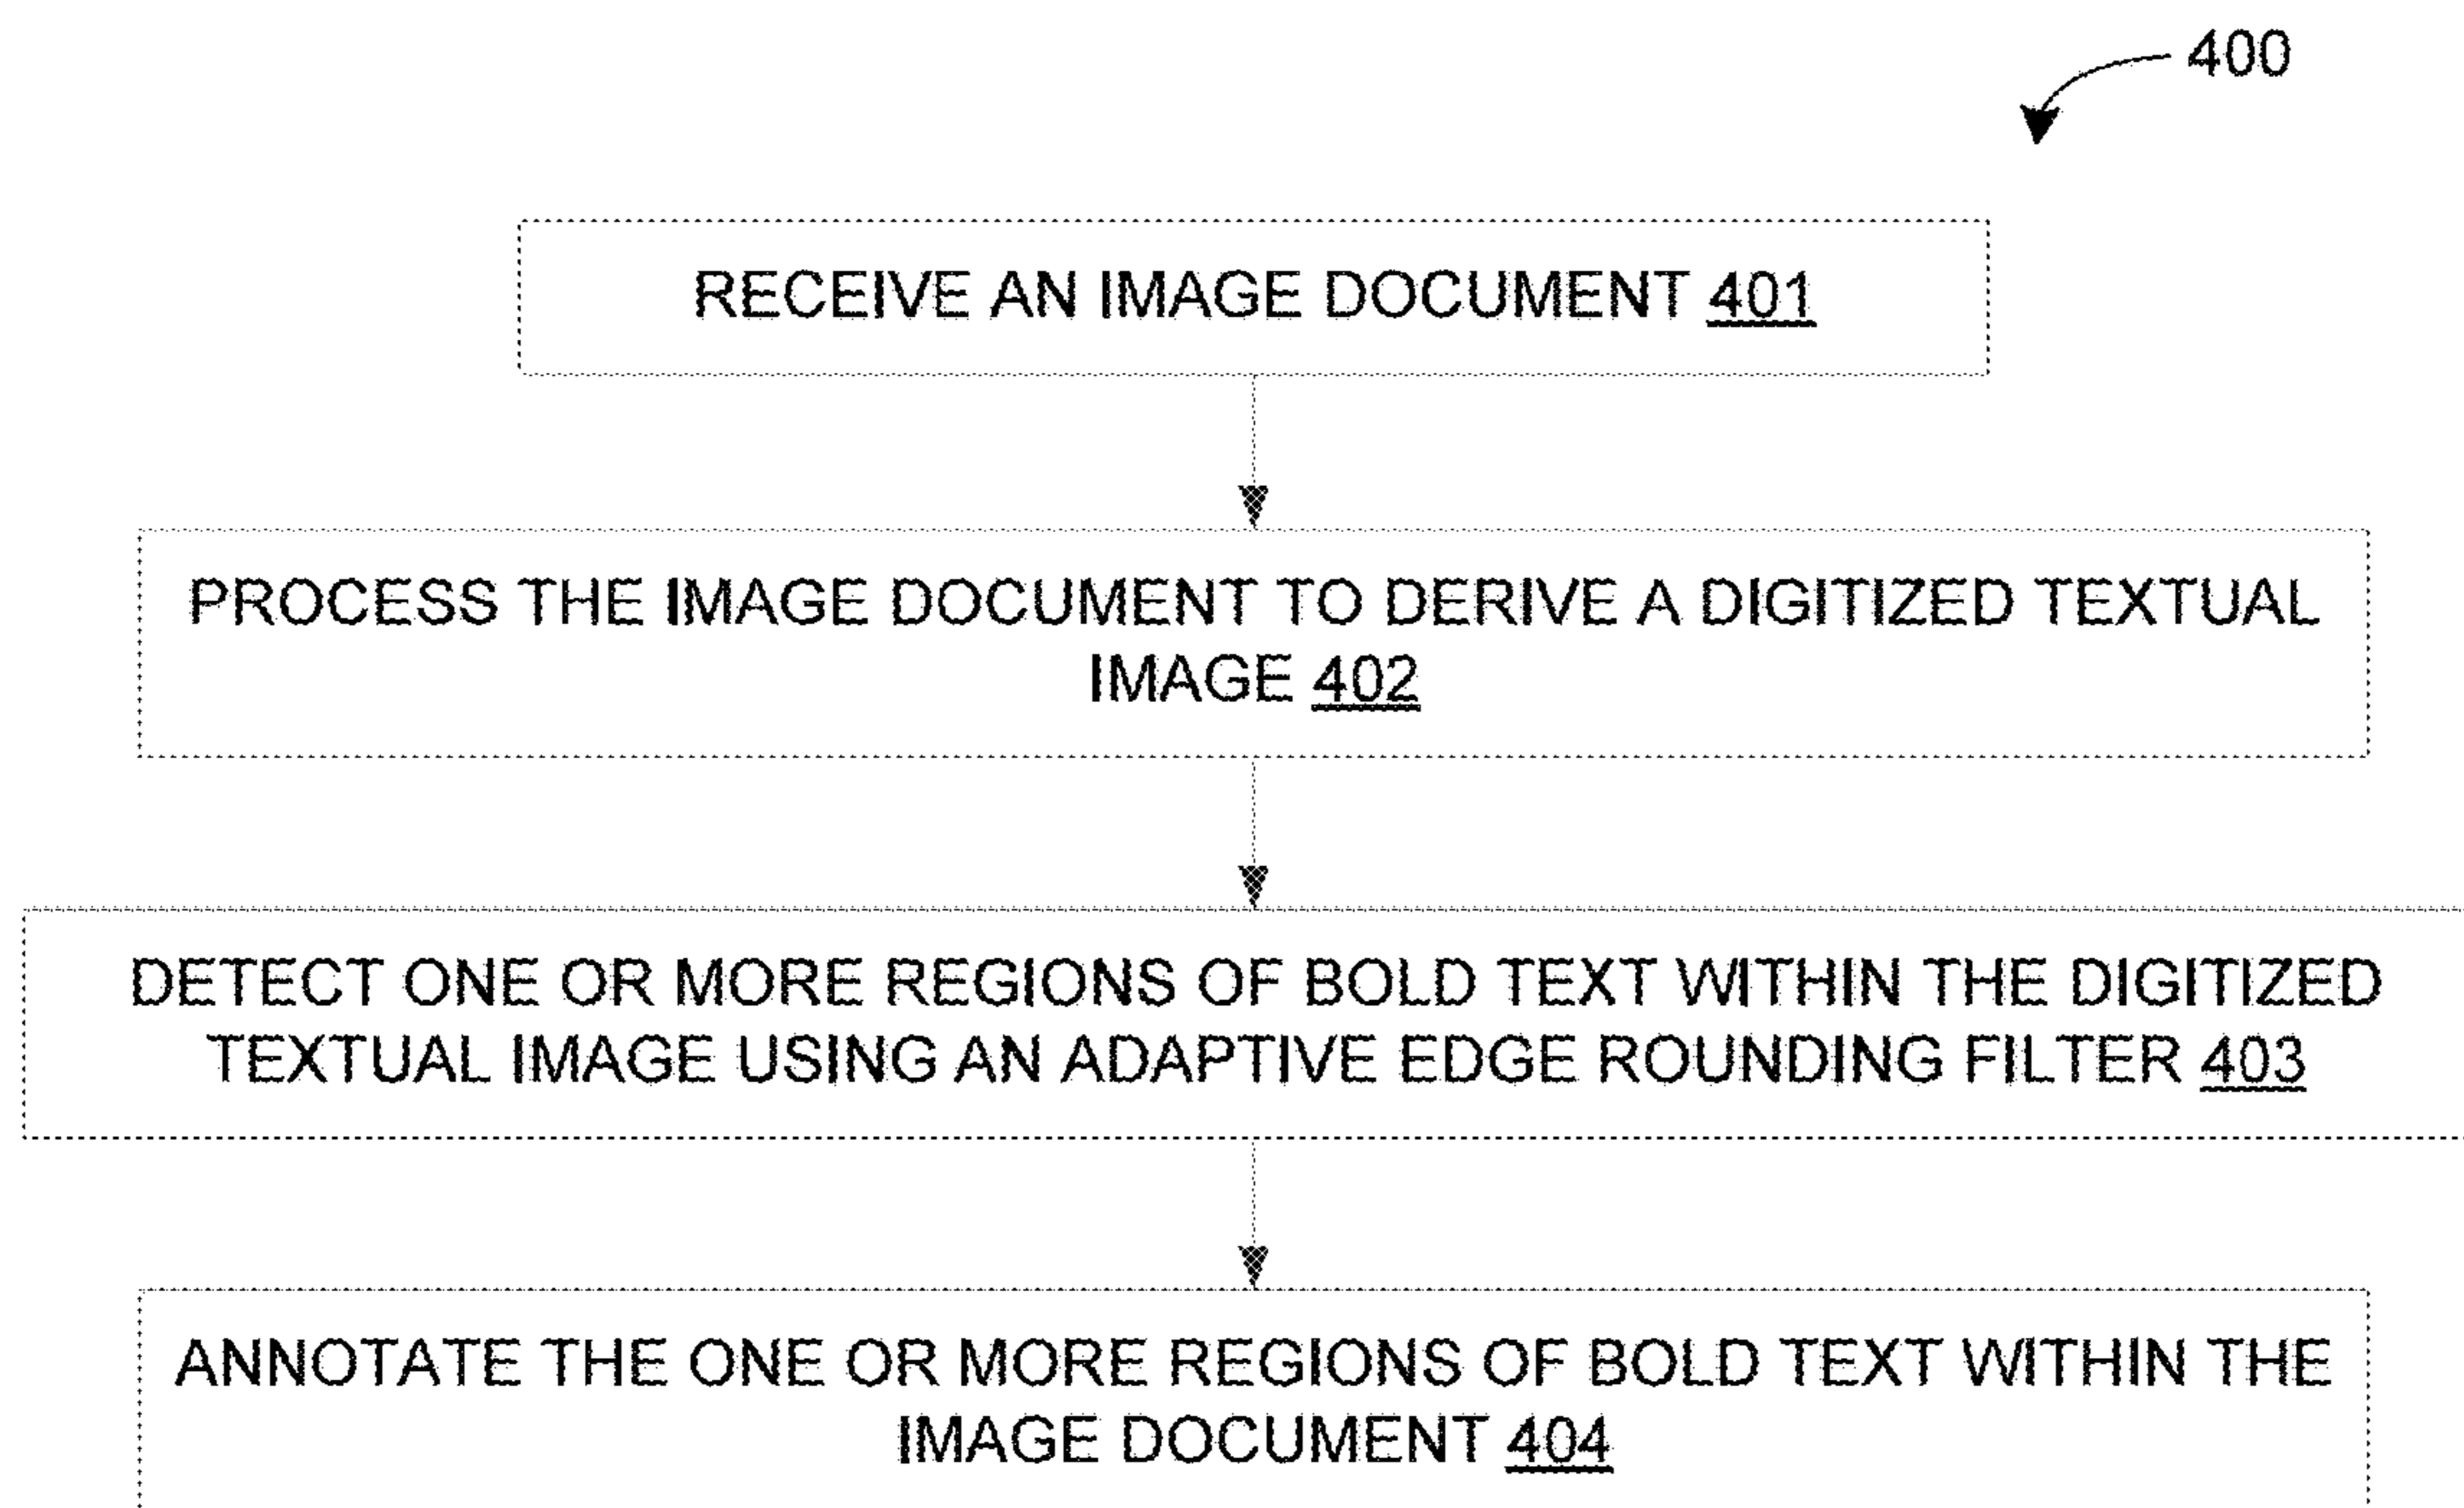 400
RECEIVE AN IMAGE DOCUMENT 401
PROCESS THE IMAGE DOCUMENT TO DERIVE A DIGITIZED TEXTUAL
IMAGE 402
DETECT ONE OR MORE REGIONS OF BOLD TEXT WITHIN THE DIGITIZED
TEXTUAL IMAGE USING AN ADAPTIVE EDGE ROUNDING FILTER 403
ANNOTATE THE ONE OR MORE REGIONS OF BOLD TEXT WITHIN THE
IMAGE DOCUMENT 404